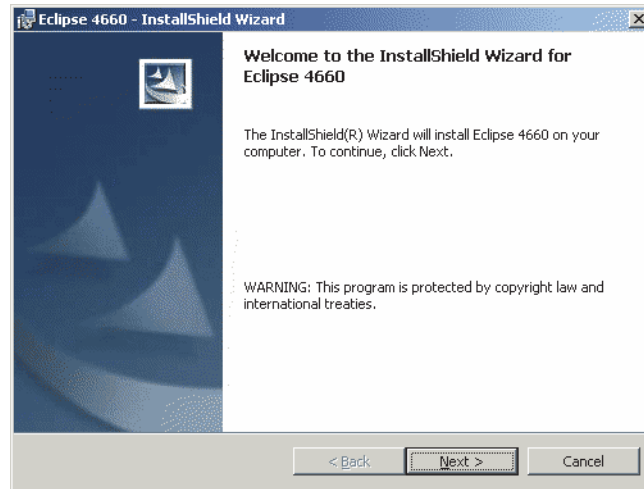 Eclipse 4660 - InstallShield Wizard
Welcome to the InstallShield Wizard for
Eclipse 4660
The InstallShield(R) Wizard will install Eclipse 4660 on your
computer. To continue, click Next.
WARNING: This program is protected by copyright law and
international treaties.
< Back Next > Cancel